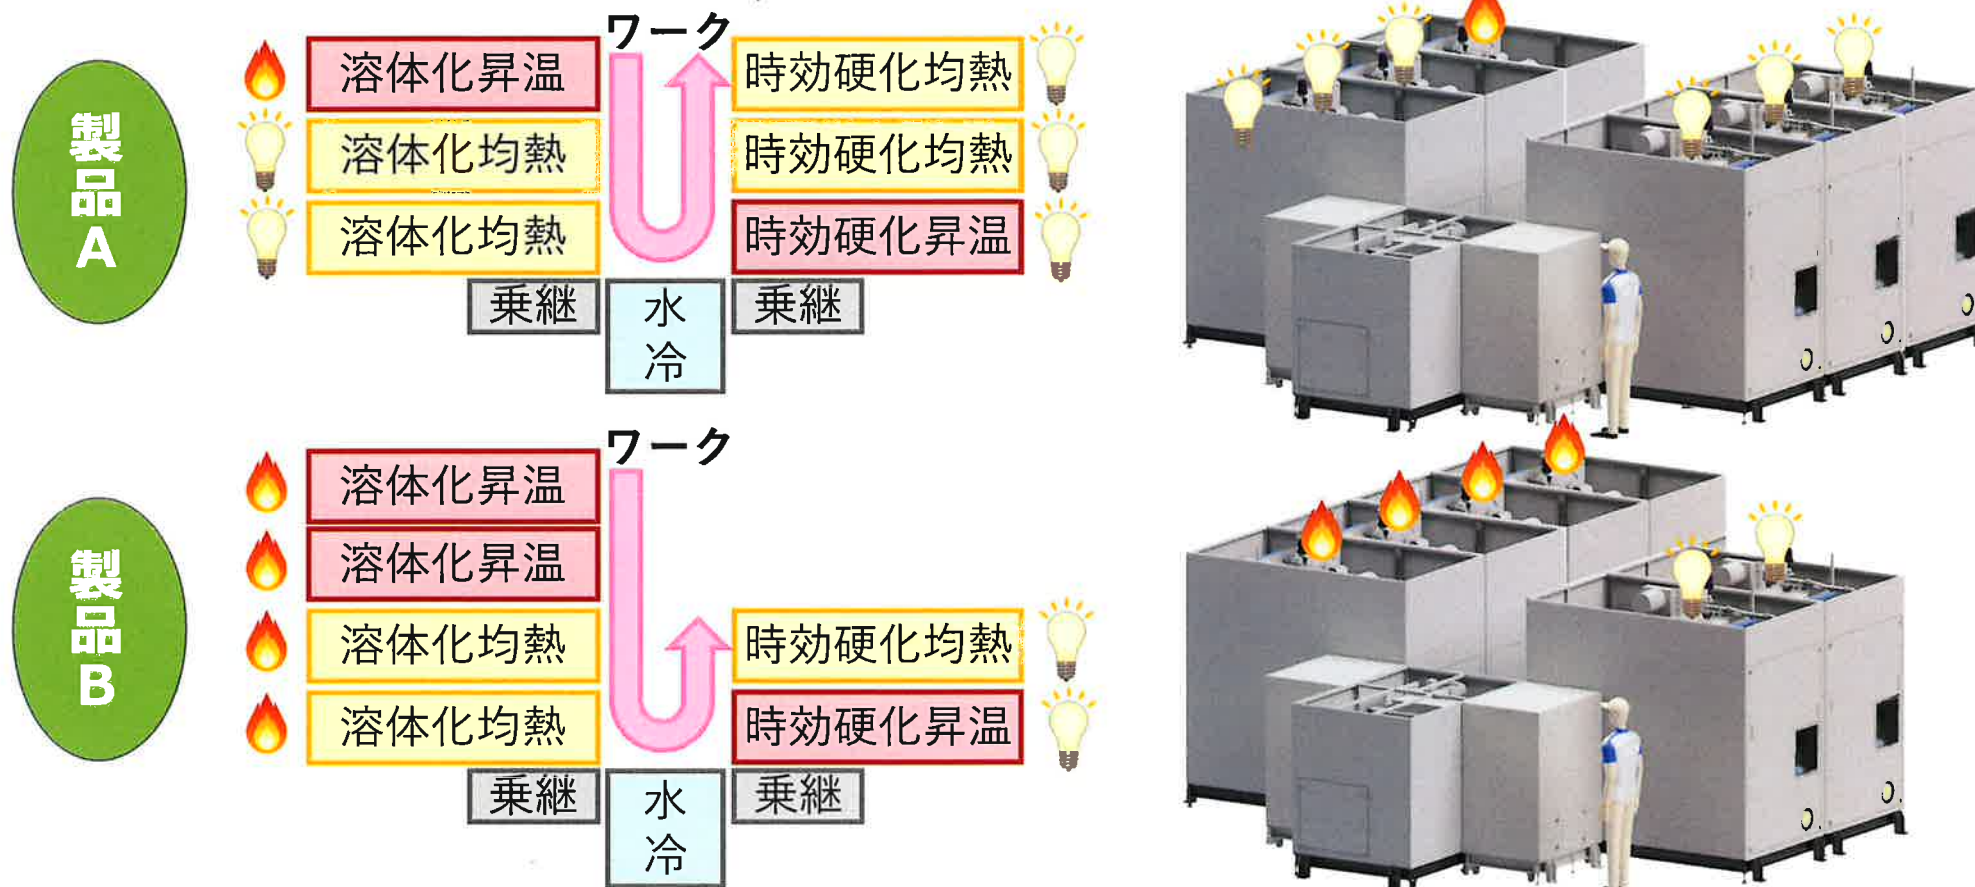 製品A
ワーク
溶体化昇温
時効硬化均熱
溶体化均熱
時効硬化均熱
溶体化均熱
時効硬化昇温
乗継
水冷
乗継
製品B
ワーク
溶体化昇温
溶体化昇温
溶体化均熱
時効硬化均熱
溶体化均熱
時効硬化昇温
乗継
水冷
乗継